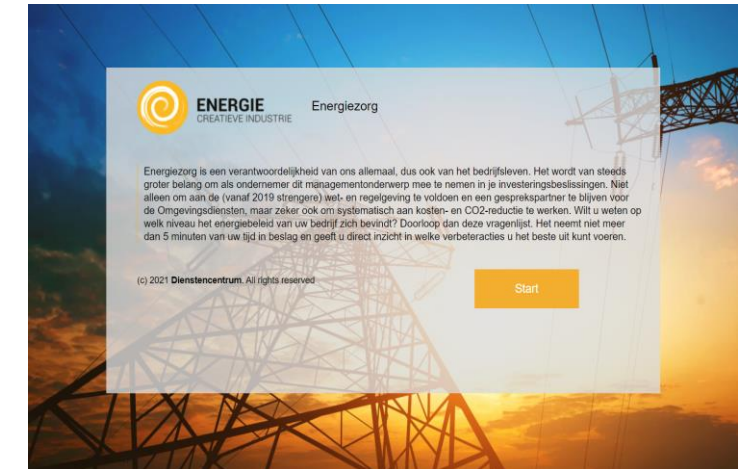 ENERGIE
CREATIEVE INDUSTRIE
Energiezorg
Energiezorg is een verantwoordelijkheid van ons allemaal, dus ook van het bedrijfsleven. Het wordt van steeds
groter belang om als ondernemer dit managementonderwerp mee te nemen in je investeringsbeslissingen. Niet
alleen om aan de (vanaf 2019 strengere) wet- en regelgeving te voldoen en een gesprekspartner te blijven voor
de Omgevingsdiensten, maar zeker ook om systematisch aan kosten- en CO2-reductie te werken. Wilt u weten op
welk niveau het energiebeleid van uw bedrijf zich bevindt? Doorloop dan deze vragenlijst. Het neemt niet meer
dan 5 minuten van uw tijd in beslag en geeft u direct inzicht in welke verbeteracties u het beste uit kunt voeren.
(c) 2021 Dienstencentrum. All rights reserved
Start